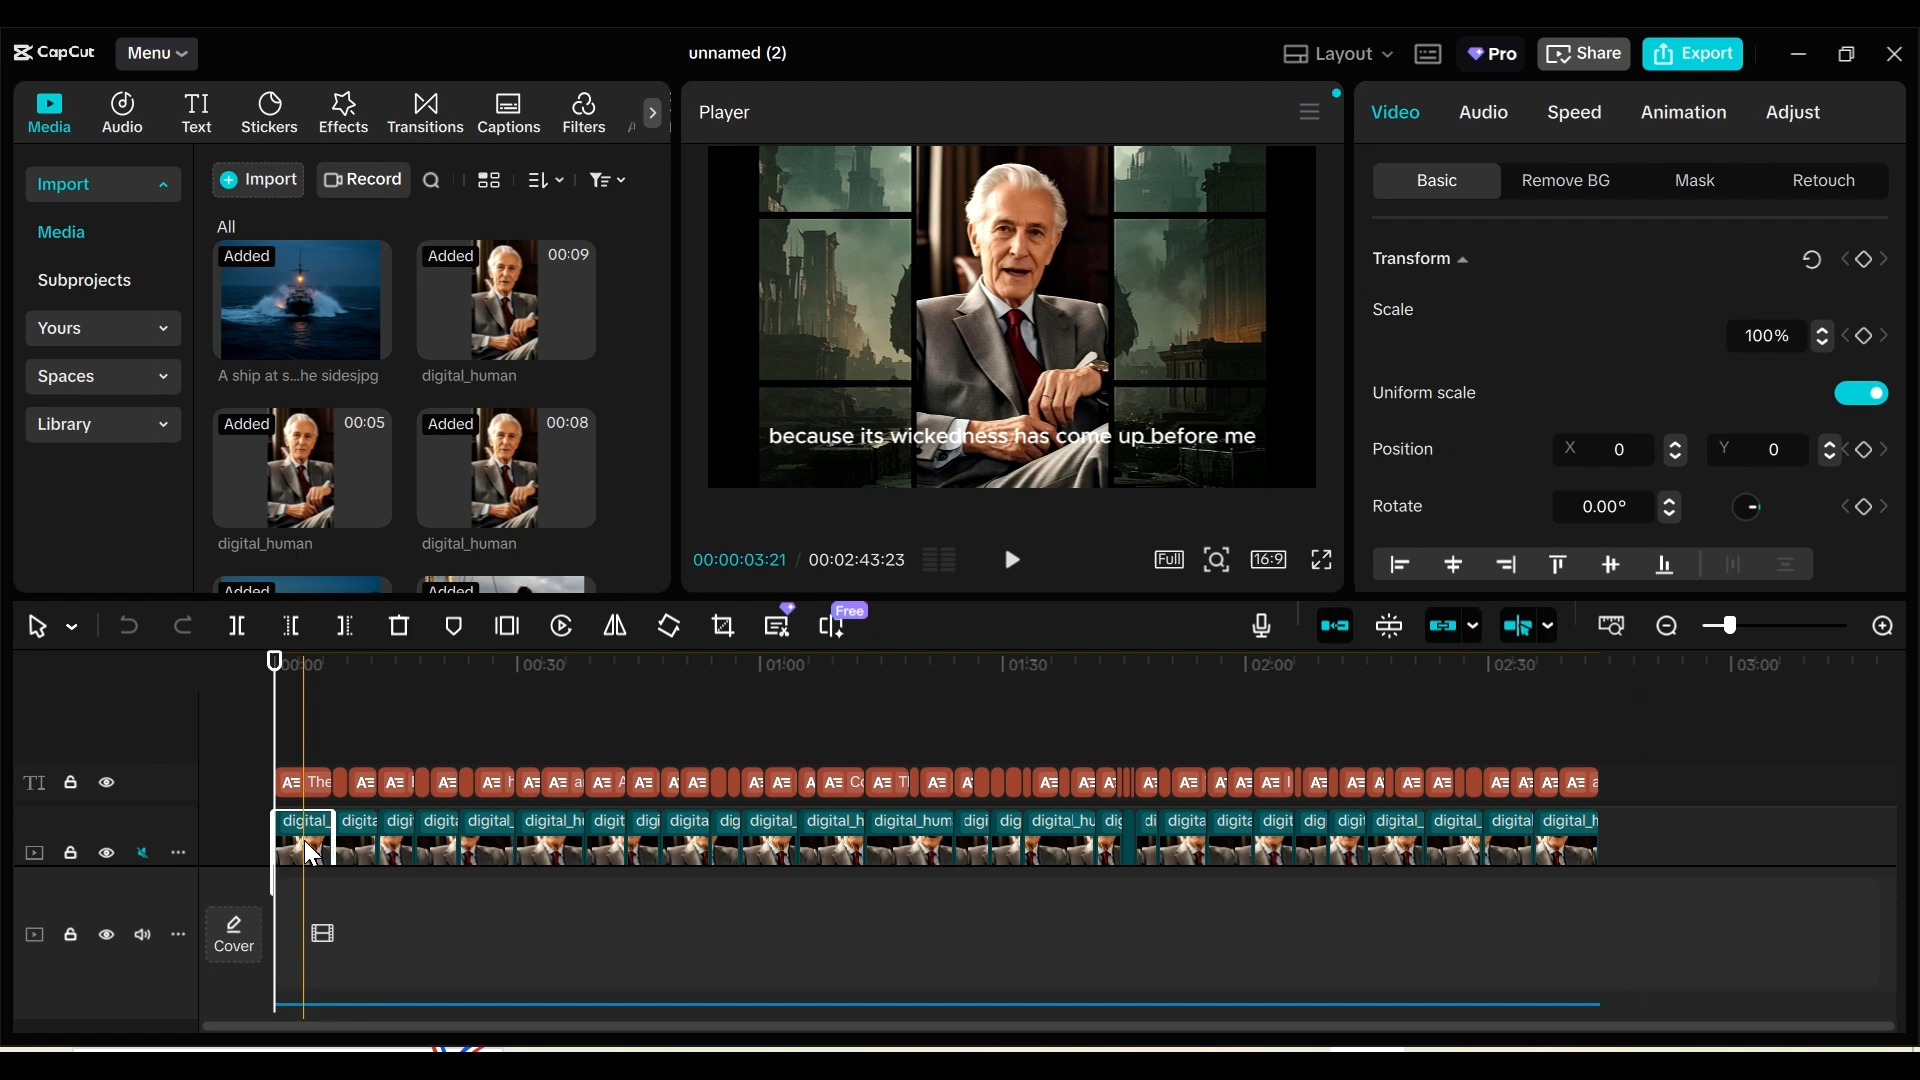 CapCut
Menu
unnamed (2)
Layout
Pro
Share
Export
Media
Audio
Text
Stickers
Effects
Transitions
Captions
Filters
Player
Video
Audio
Speed
Animation
Adjust
Import
Media
Subprojects
Yours
Spaces
Library
Import
Record
All
Added
A ship at s...he sidesjpg
Added
00:09
digital_human
Added
00:05
digital_human
Added
00:08
digital_human
Added
Added
because its wickedness has come up before me
00:00:03:21 / 00:02:43:23
Full
16:9
Basic
Remove BG
Mask
Retouch
Transform
Scale
100%
Uniform scale
Position
X 0
Y 0
Rotate
0.00°
Free
00:00
00:30
01:00
01:30
02:00
02:30
03:00
TI
The
digital_
digita
digi
digita
digital_
digital_hu
digit
digi
digita
dig
digital_
digital_h
digital_hum
digi
dig
digital_hu
dig
di
digita
digita
digit
dig
digit
digital_
digital_
digital
digital_h
Cover